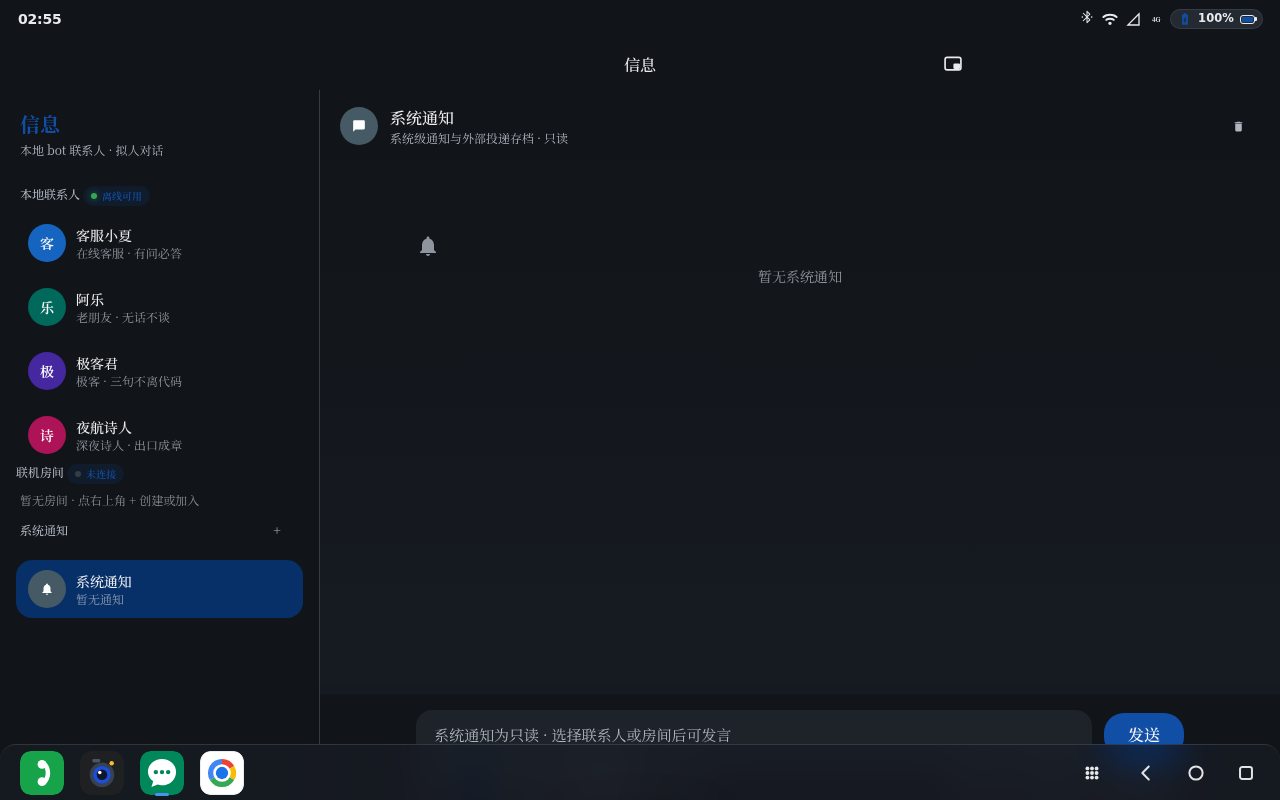 02:55
4G
100%
信息
信息
本地 bot 联系人 · 拟人对话
本地联系人
离线可用
客
客服小夏
在线客服 · 有问必答
乐
阿乐
老朋友 · 无话不谈
极
极客君
极客 · 三句不离代码
诗
夜航诗人
深夜诗人 · 出口成章
联机房间
未连接
暂无房间 · 点右上角 + 创建或加入
系统通知
+
系统通知
暂无通知
系统通知
系统级通知与外部投递存档 · 只读
暂无系统通知
系统通知为只读 · 选择联系人或房间后可发言
发送